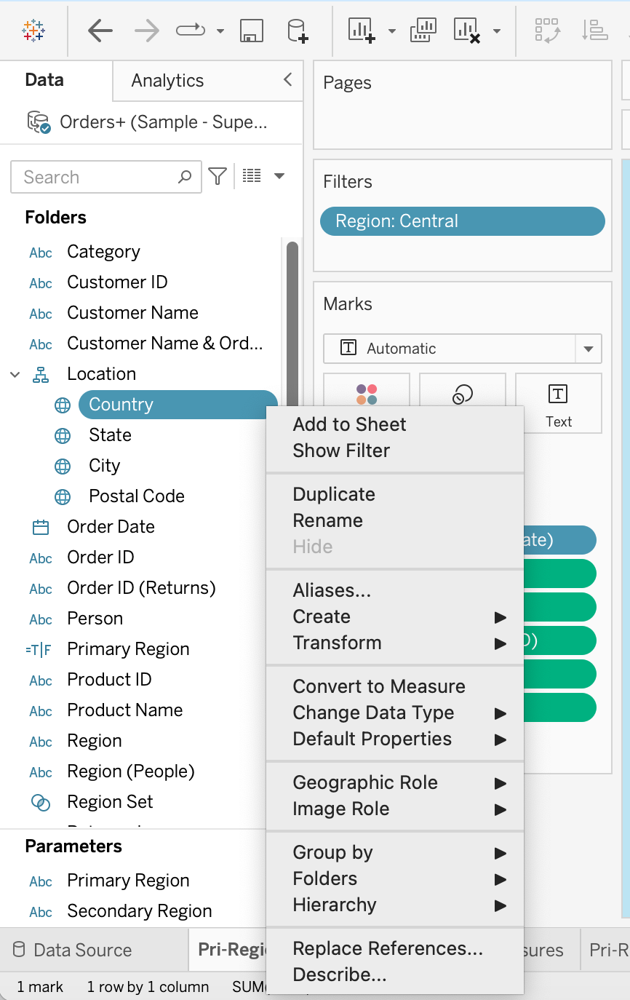 Data
Analytics
Orders+ (Sample - Supe...
Search
Folders
Abc Category
Abc Customer ID
Abc Customer Name
Abc Customer Name & Ord...
Location
Country
State
City
Postal Code
Order Date
Abc Order ID
Abc Order ID (Returns)
Abc Person
=T|F Primary Region
Abc Product ID
Abc Product Name
Abc Region
Abc Region (People)
Region Set
Parameters
Abc Primary Region
Abc Secondary Region
Pages
Filters
Region: Central
Marks
T Automatic
T
Text
ate)
D)
Add to Sheet
Show Filter
Duplicate
Rename
Hide
Aliases...
Create
Transform
Convert to Measure
Change Data Type
Default Properties
Geographic Role
Image Role
Group by
Folders
Hierarchy
Replace References...
Describe...
Data Source
Pri-Regi
sures
Pri-R
1 mark
1 row by 1 column
SUM(